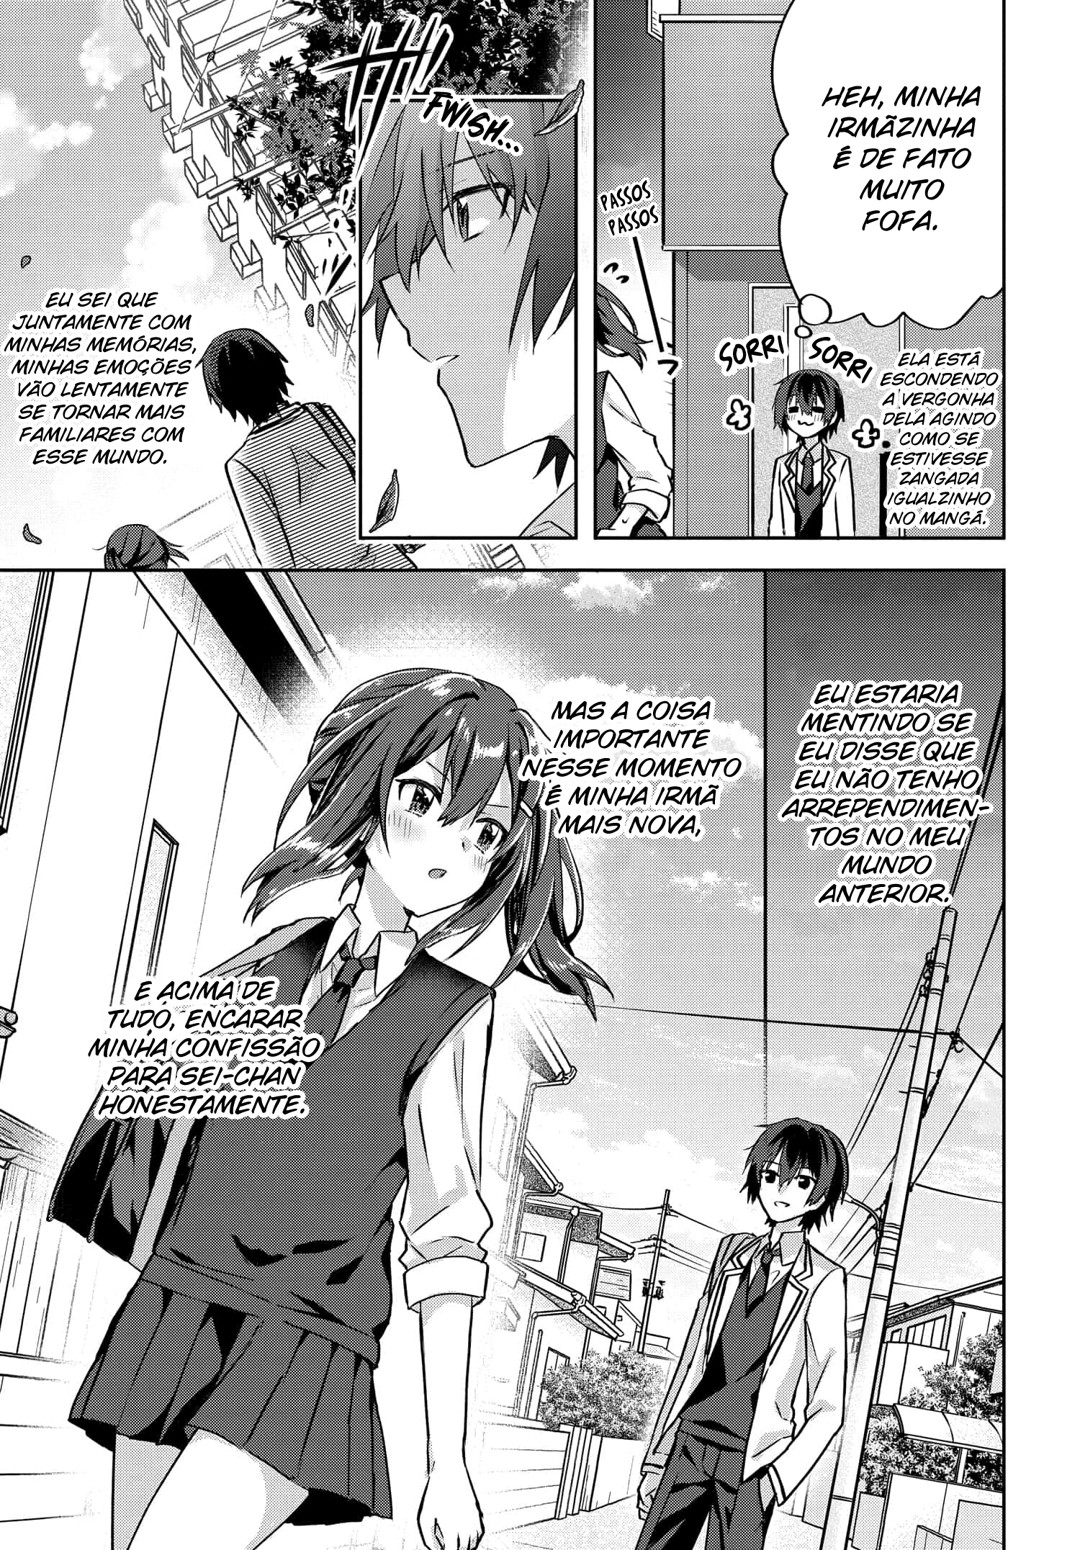 HEH, MINHA
IRMÃZINHA
É DE FATO
MUITO
FOFA.
SORRI
SORRI
ELA ESTÁ
ESCONDENDO
A VERGONHA
DELA AGINDO
COMO SE
ESTIVESSE
ZANGADA
IGUALZINHO
NO MANGÁ.
PASSOS
PASSOS
ザザッ
FWISH...
EU SEI QUE
JUNTAMENTE COM
MINHAS MEMÓRIAS,
MINHAS EMOÇÕES
VÃO LENTAMENTE
SE TORNAR MAIS
FAMILIARES COM
ESSE MUNDO.
EU ESTARIA
MENTINDO SE
EU DISSE QUE
EU NÃO TENHO
ARREPENDIMEN-
TOS NO MEU
MUNDO
ANTERIOR.
MAS A COISA
IMPORTANTE
NESSE MOMENTO
É MINHA IRMÃ
MAIS NOVA,
E ACIMA DE
TUDO, ENCARAR
MINHA CONFISSÃO
PARA SEI-CHAN
HONESTAMENTE.